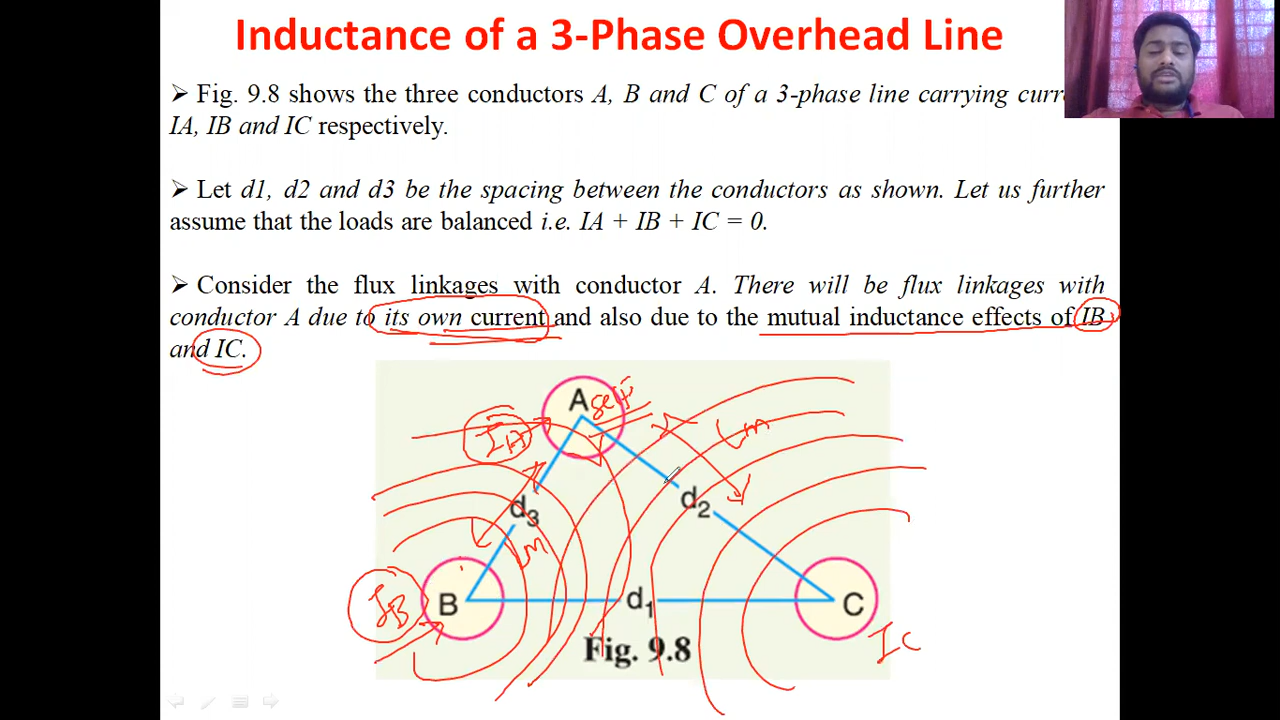 Inductance of a 3-Phase Overhead Line
➤ Fig. 9.8 shows the three conductors A, B and C of a 3-phase line carrying
IA, IB and IC respectively.
➤ Let d1, d2 and d3 be the spacing between the conductors as shown. Let us further
assume that the loads are balanced i.e. IA + IB + IC = 0.
➤ Consider the flux linkages with conductor A. There will be flux linkages with
conductor A due to its own current and also due to the mutual inductance effects of IB
and IC.
A self
IA
Lm
d3
d2
M
IB
B
d1
C
IC
Fig. 9.8